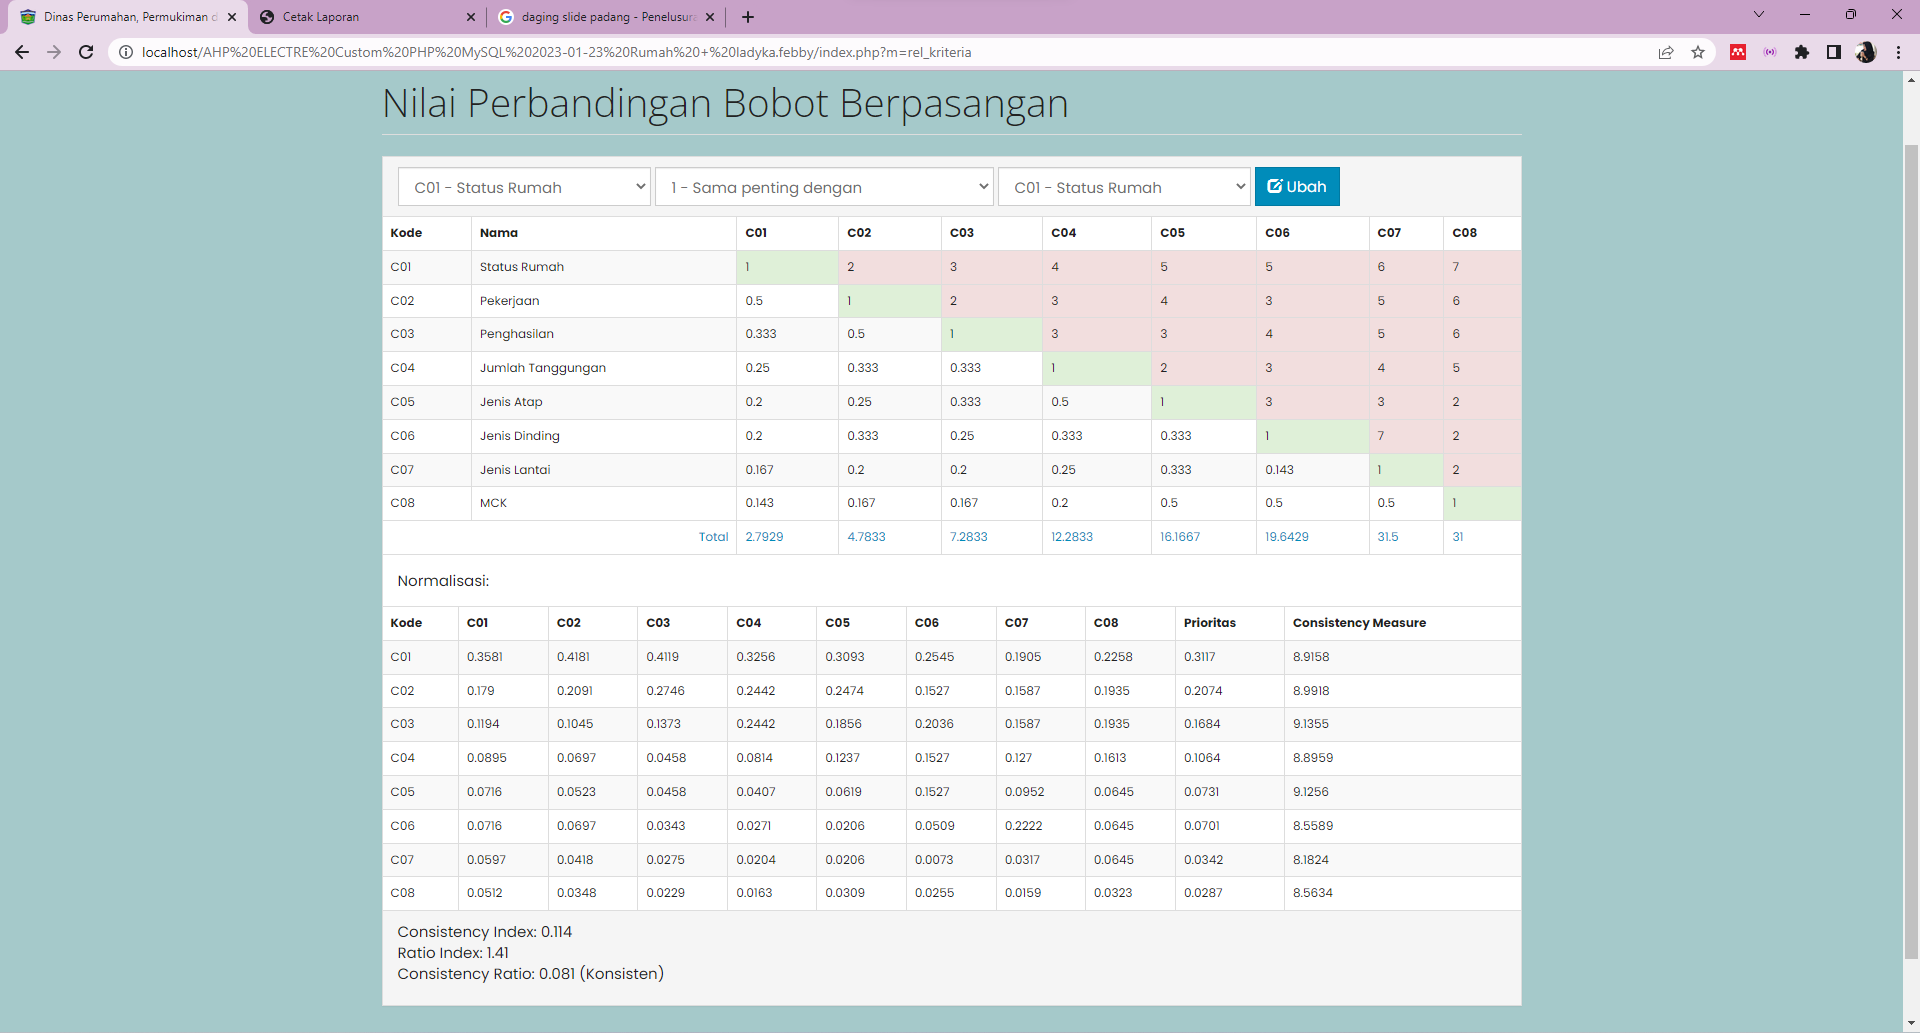 Dinas Perumahan, Permukiman d
Cetak Laporan
daging slide padang - Penelusura
localhost/AHP%20ELECTRE%20Custom%20PHP%20MySQL%202023-01-23%20Rumah%20+%20ladyka.febby/index.php?m=rel_kriteria
Nilai Perbandingan Bobot Berpasangan
C01 - Status Rumah 1 - Sama penting dengan C01 - Status Rumah Ubah
Kode Nama C01 C02 C03 C04 C05 C06 C07 C08
C01 Status Rumah 1 2 3 4 5 5 6 7
C02 Pekerjaan 0.5 1 2 3 4 3 5 6
C03 Penghasilan 0.333 0.5 1 3 3 4 5 6
C04 Jumlah Tanggungan 0.25 0.333 0.333 1 2 3 4 5
C05 Jenis Atap 0.2 0.25 0.333 0.5 1 3 3 2
C06 Jenis Dinding 0.2 0.333 0.25 0.333 0.333 1 7 2
C07 Jenis Lantai 0.167 0.2 0.2 0.25 0.333 0.143 1 2
C08 MCK 0.143 0.167 0.167 0.2 0.5 0.5 0.5 1
Total 2.7929 4.7833 7.2833 12.2833 16.1667 19.6429 31.5 31
Normalisasi:
Kode C01 C02 C03 C04 C05 C06 C07 C08 Prioritas Consistency Measure
C01 0.3581 0.4181 0.4119 0.3256 0.3093 0.2545 0.1905 0.2258 0.3117 8.9158
C02 0.179 0.2091 0.2746 0.2442 0.2474 0.1527 0.1587 0.1935 0.2074 8.9918
C03 0.1194 0.1045 0.1373 0.2442 0.1856 0.2036 0.1587 0.1935 0.1684 9.1355
C04 0.0895 0.0697 0.0458 0.0814 0.1237 0.1527 0.127 0.1613 0.1064 8.8959
C05 0.0716 0.0523 0.0458 0.0407 0.0619 0.1527 0.0952 0.0645 0.0731 9.1256
C06 0.0716 0.0697 0.0343 0.0271 0.0206 0.0509 0.2222 0.0645 0.0701 8.5589
C07 0.0597 0.0418 0.0275 0.0204 0.0206 0.0073 0.0317 0.0645 0.0342 8.1824
C08 0.0512 0.0348 0.0229 0.0163 0.0309 0.0255 0.0159 0.0323 0.0287 8.5634
Consistency Index: 0.114
Ratio Index: 1.41
Consistency Ratio: 0.081 (Konsisten)